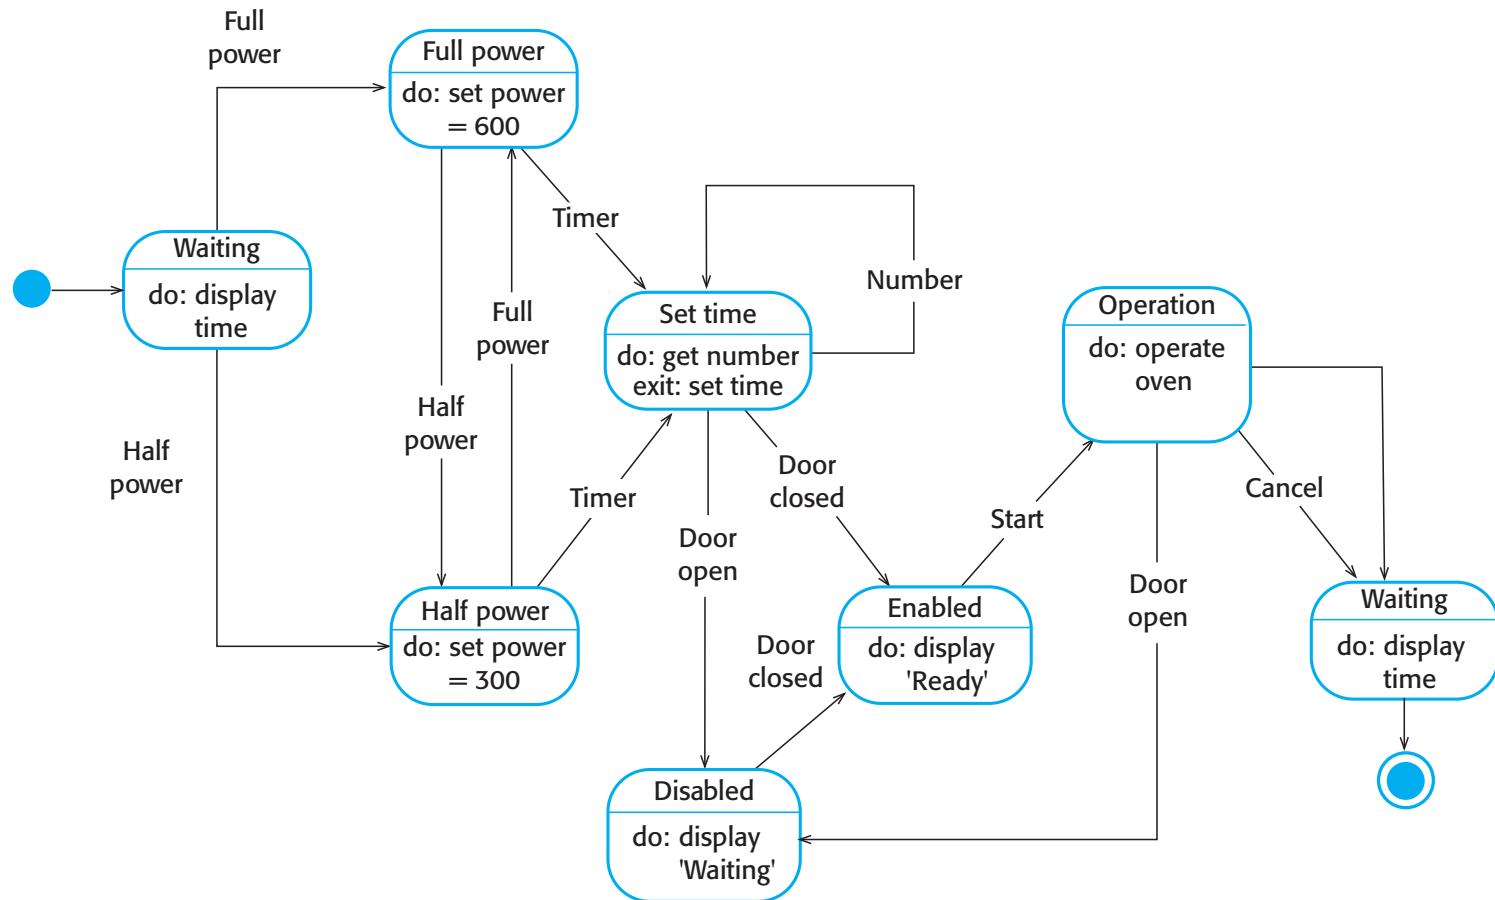 Full
power
Full power
do: set power
= 600
Timer
Waiting
do: display
time
Number
Full
power
Set time
do: get number
exit: set time
Operation
do: operate
oven
Half
power
Half
power
Door
closed
Timer
Cancel
Start
Door
open
Door
open
Half power
do: set power
= 300
Enabled
do: display
'Ready'
Waiting
do: display
time
Door
closed
Disabled
do: display
'Waiting'